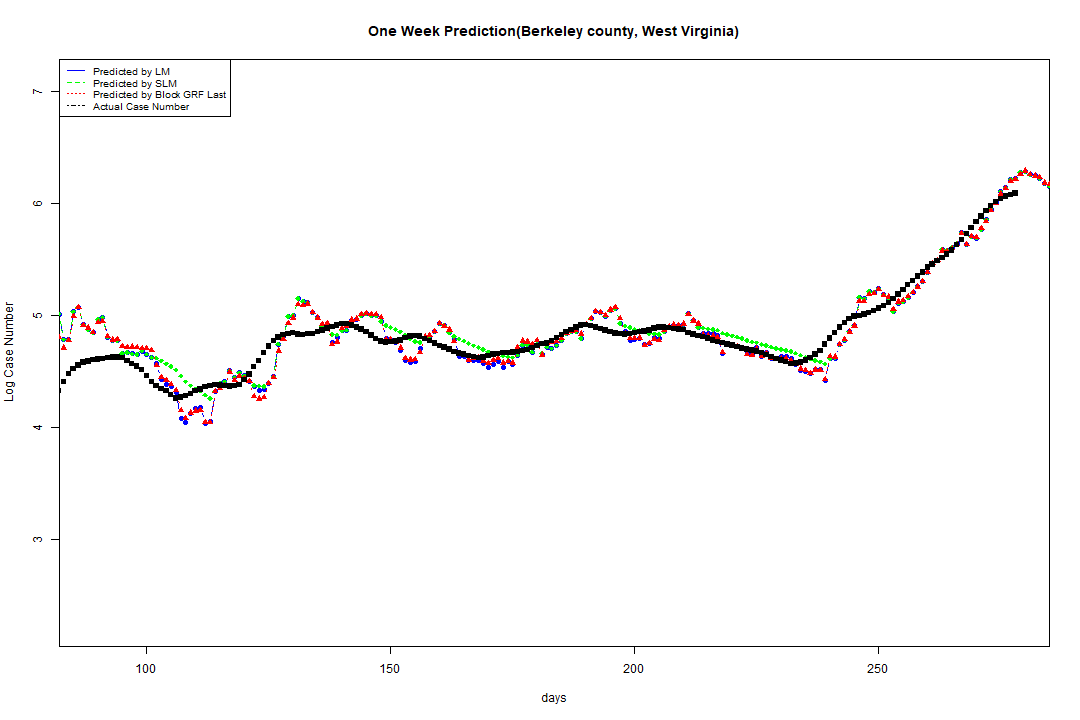 One Week Prediction(Berkeley county, West Virginia)
Predicted by LM
Predicted by SLM
Predicted by Block GRF Last
Actual Case Number
7
6
5
4
3
Log Case Number
100 150 200 250
days